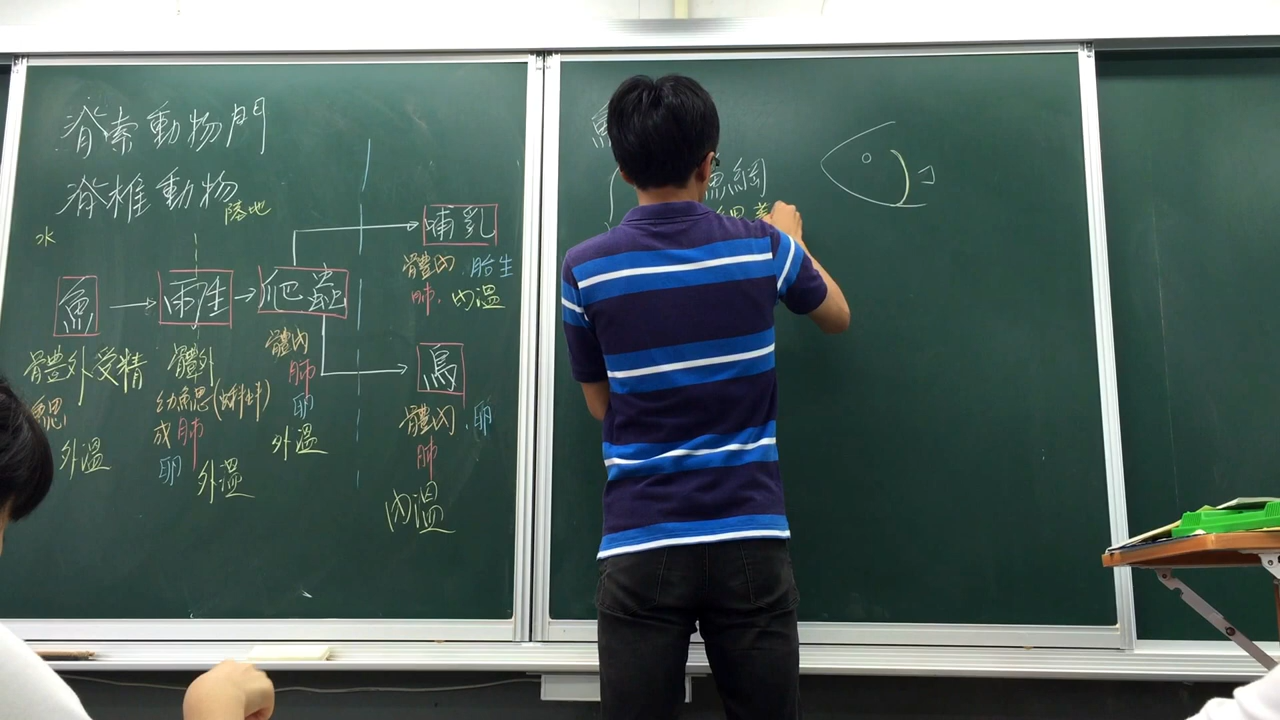 脊索動物門
脊椎動物
陸地
水
魚
兩生
爬蟲
哺乳
體內 胎生
肺. 內溫
鳥
體內.卵
肺
內溫
體外受精
鰓
外溫
體外
幼鰓(蝌蚪)
成肺
卵
外溫
體內
肺
卵
外溫
魚
魚綱
鰓蓋